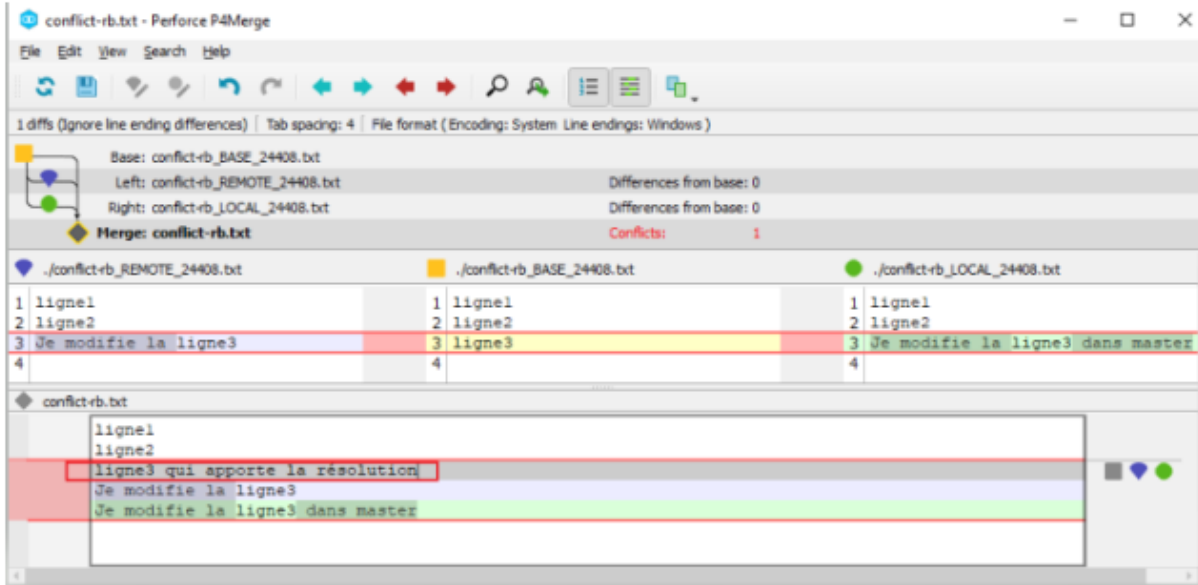 conflict-rb.txt - Perforce P4Merge
File Edit View Search Help
1 diffs (Ignore line ending differences) Tab spacing: 4 File format ( Encoding: System Line endings: Windows )
Base: conflict-rb_BASE_24408.txt
Left: conflict-rb_REMOTE_24408.txt Differences from base: 0
Right: conflict-rb_LOCAL_24408.txt Differences from base: 0
Merge: conflict-rb.txt Conflicts: 1
./conflict-rb_REMOTE_24408.txt ./conflict-rb_BASE_24408.txt ./conflict-rb_LOCAL_24408.txt
1 ligne1 1 ligne1 1 ligne1
2 ligne2 2 ligne2 2 ligne2
3 Je modifie la ligne3 3 ligne3 3 Je modifie la ligne3 dans master
4 4 4
conflict-rb.txt
ligne1
ligne2
ligne3 qui apporte la résolution
Je modifie la ligne3
Je modifie la ligne3 dans master